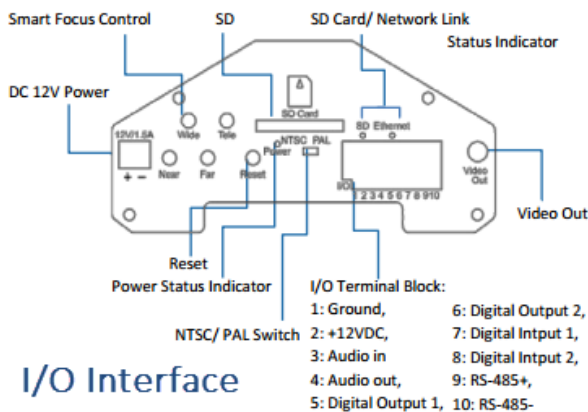 Smart Focus Control
SD
SD Card/ Network Link
Status Indicator
DC 12V Power
SD Card
12V/1.5A
Wide
Tele
SD Ethernet
NTSC PAL
Power
+ −
Near
Far
Reset
I/O
1 2 3 4 5 6 7 8 9 10
Video
Out
Video Out
Reset
Power Status Indicator
NTSC/ PAL Switch
I/O Terminal Block:
1: Ground,
2: +12VDC,
3: Audio in
4: Audio out,
5: Digital Output 1,
6: Digital Output 2,
7: Digital Intput 1,
8: Digital Intput 2,
9: RS-485+,
10: RS-485-
I/O Interface